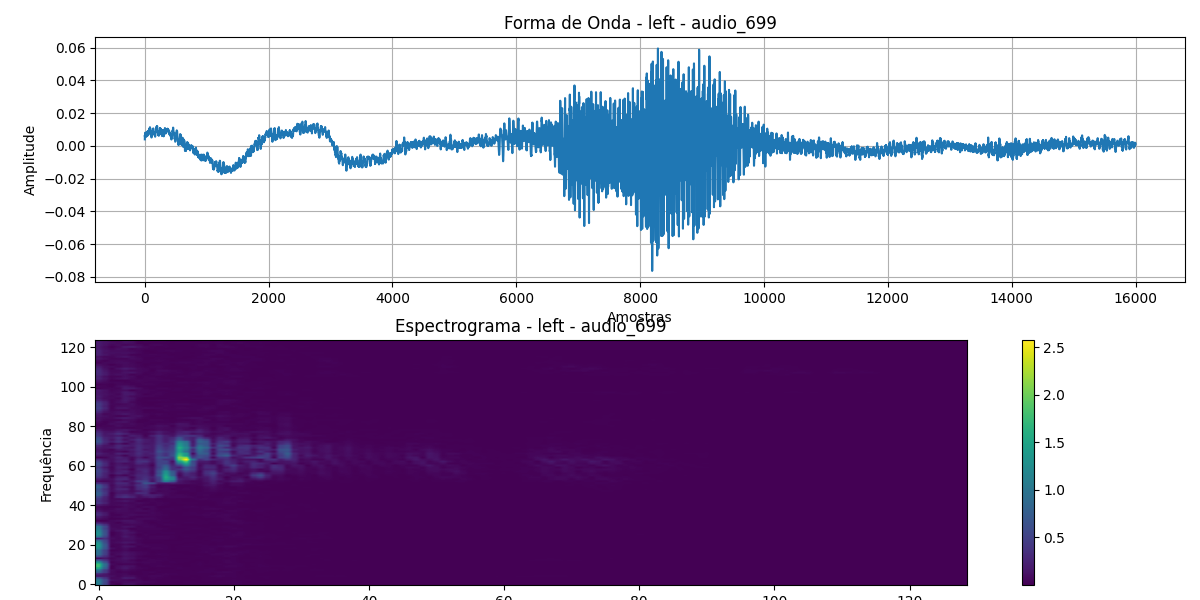 Forma de Onda - left - audio_699
Amplitude
0.06
0.04
0.02
0.00
−0.02
−0.04
−0.06
−0.08
0 2000 4000 6000 8000 10000 12000 14000 16000
Amostras
Espectrograma - left - audio_699
Frequência
120
100
80
60
40
20
0
2.5
2.0
1.5
1.0
0.5
0 20 40 60 80 100 120